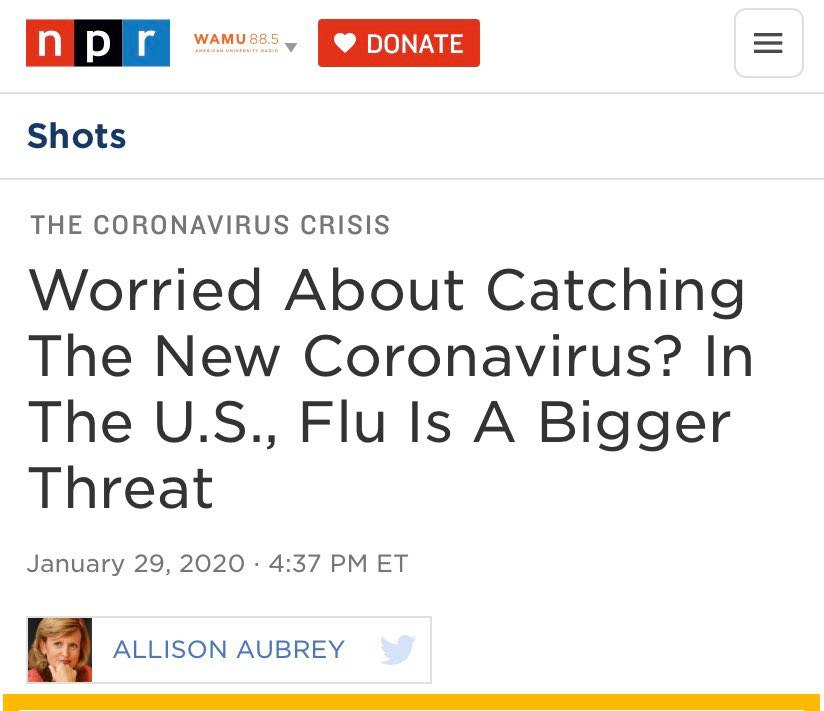 npr WAMU 88.5 DONATE
AMERICAN UNIVERSITY RADIO
Shots
THE CORONAVIRUS CRISIS
Worried About Catching
The New Coronavirus? In
The U.S., Flu Is A Bigger
Threat
January 29, 2020 · 4:37 PM ET
ALLISON AUBREY